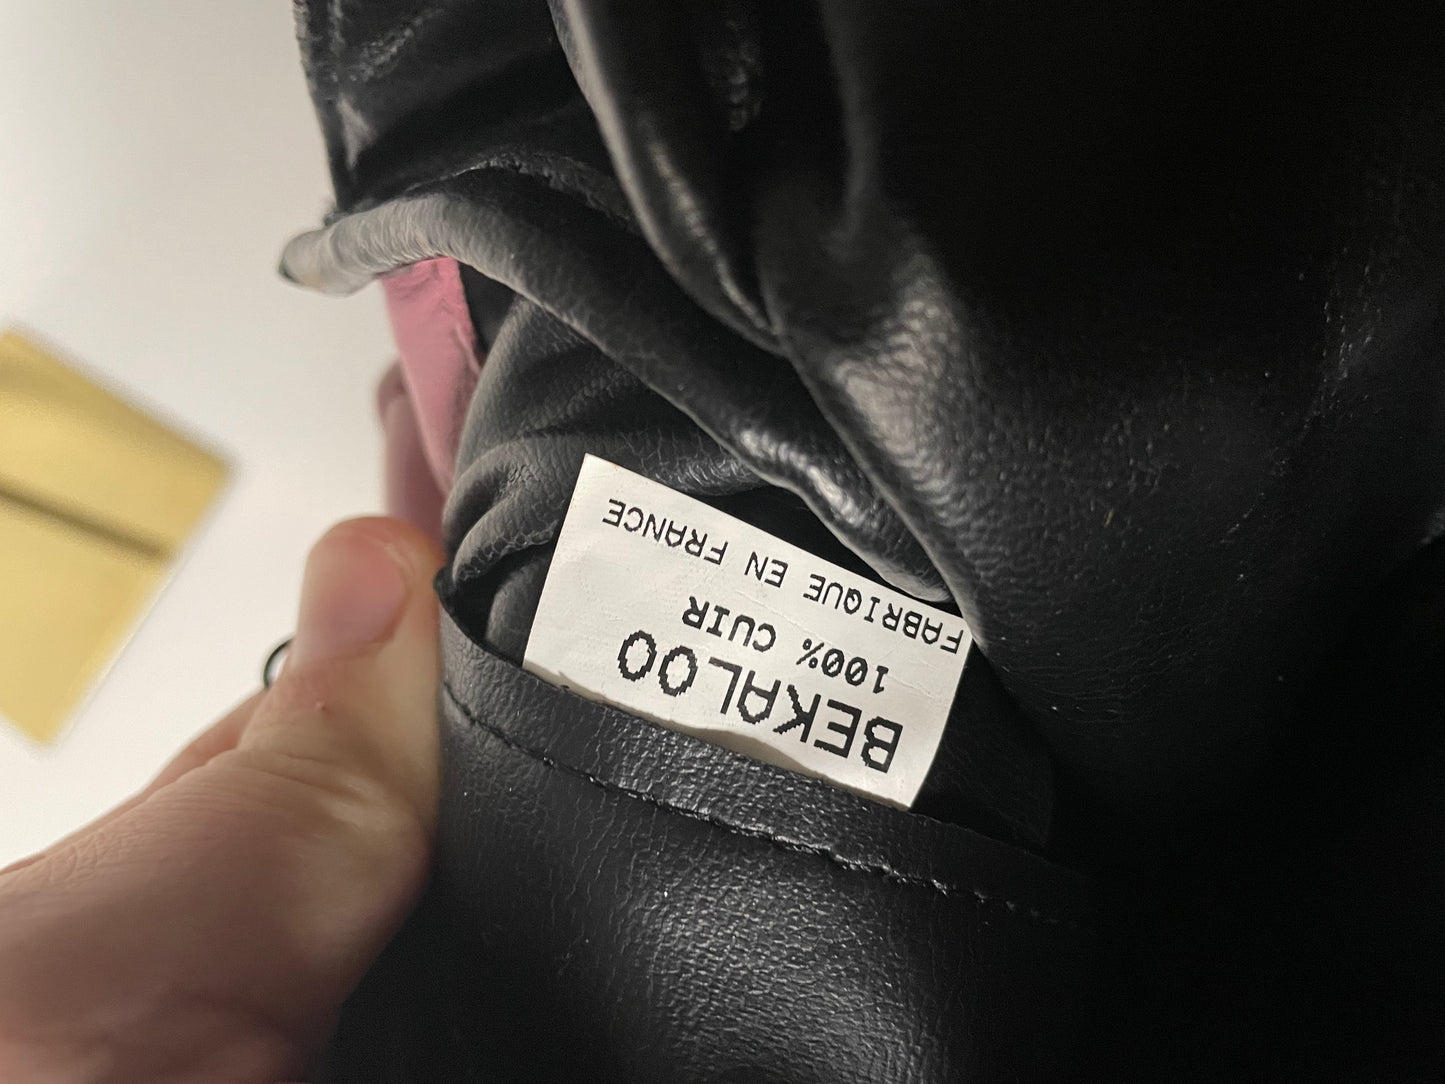 BEKALOO
100% CUIR
FABRIQUE EN FRANCE